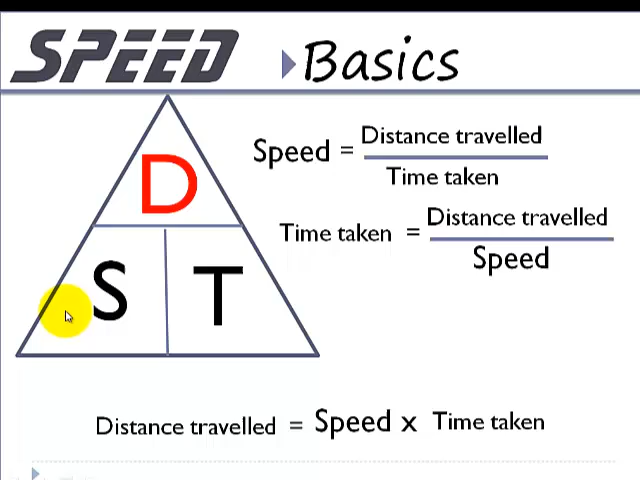 SPEED Basics
D
S T
Speed = Distance travelled
Time taken
Time taken = Distance travelled
Speed
Distance travelled = Speed x Time taken